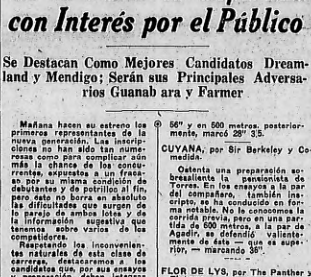 con Interés por el Público
Se Destacan Como Mejores Candidatos Dream-
land y Mendigo; Serán sus Principales Adversa-
rios Guanab ara y Farmer
Mañana hacen su estreno los
primeros representantes de la
nueva generación. Las inscrip-
ciones no han sido tan nume-
rosas como para complicar aún
más la chance de los concur-
rentes, expuestos a un fraca-
so por su misma condición de
debutantes y de potrillos al fin,
pero esto no borra en absoluto
las dificultades que surgen de
lo parejo de ambos lotes y de
la información sugestiva que
tenemos sobre varios de los
gastidores.
Respetando los inconvenien-
tes naturales de esta clase de
carreras, destacaremos a los
candidatos que, por sus ensayos
56" y en 500 metros, posterior-
mente, marcó 28" 3|5.
CUYANA, por Sir Berkeley y Co-
medida.
Ostenta una preparación so-
bresaliente la pensionista de
Torres. En los ensayos a la par
del compañero, también ins-
cripto, se ha conducido en for-
ma notable. No le conocemos la
corrida previa, pero en una par-
tida de 600 metros, a la par de
Agadir, se defendió valiente-
mente de éste — que es supe-
rior, — marcando 36".
FLOR DE LYS, por The Panther y